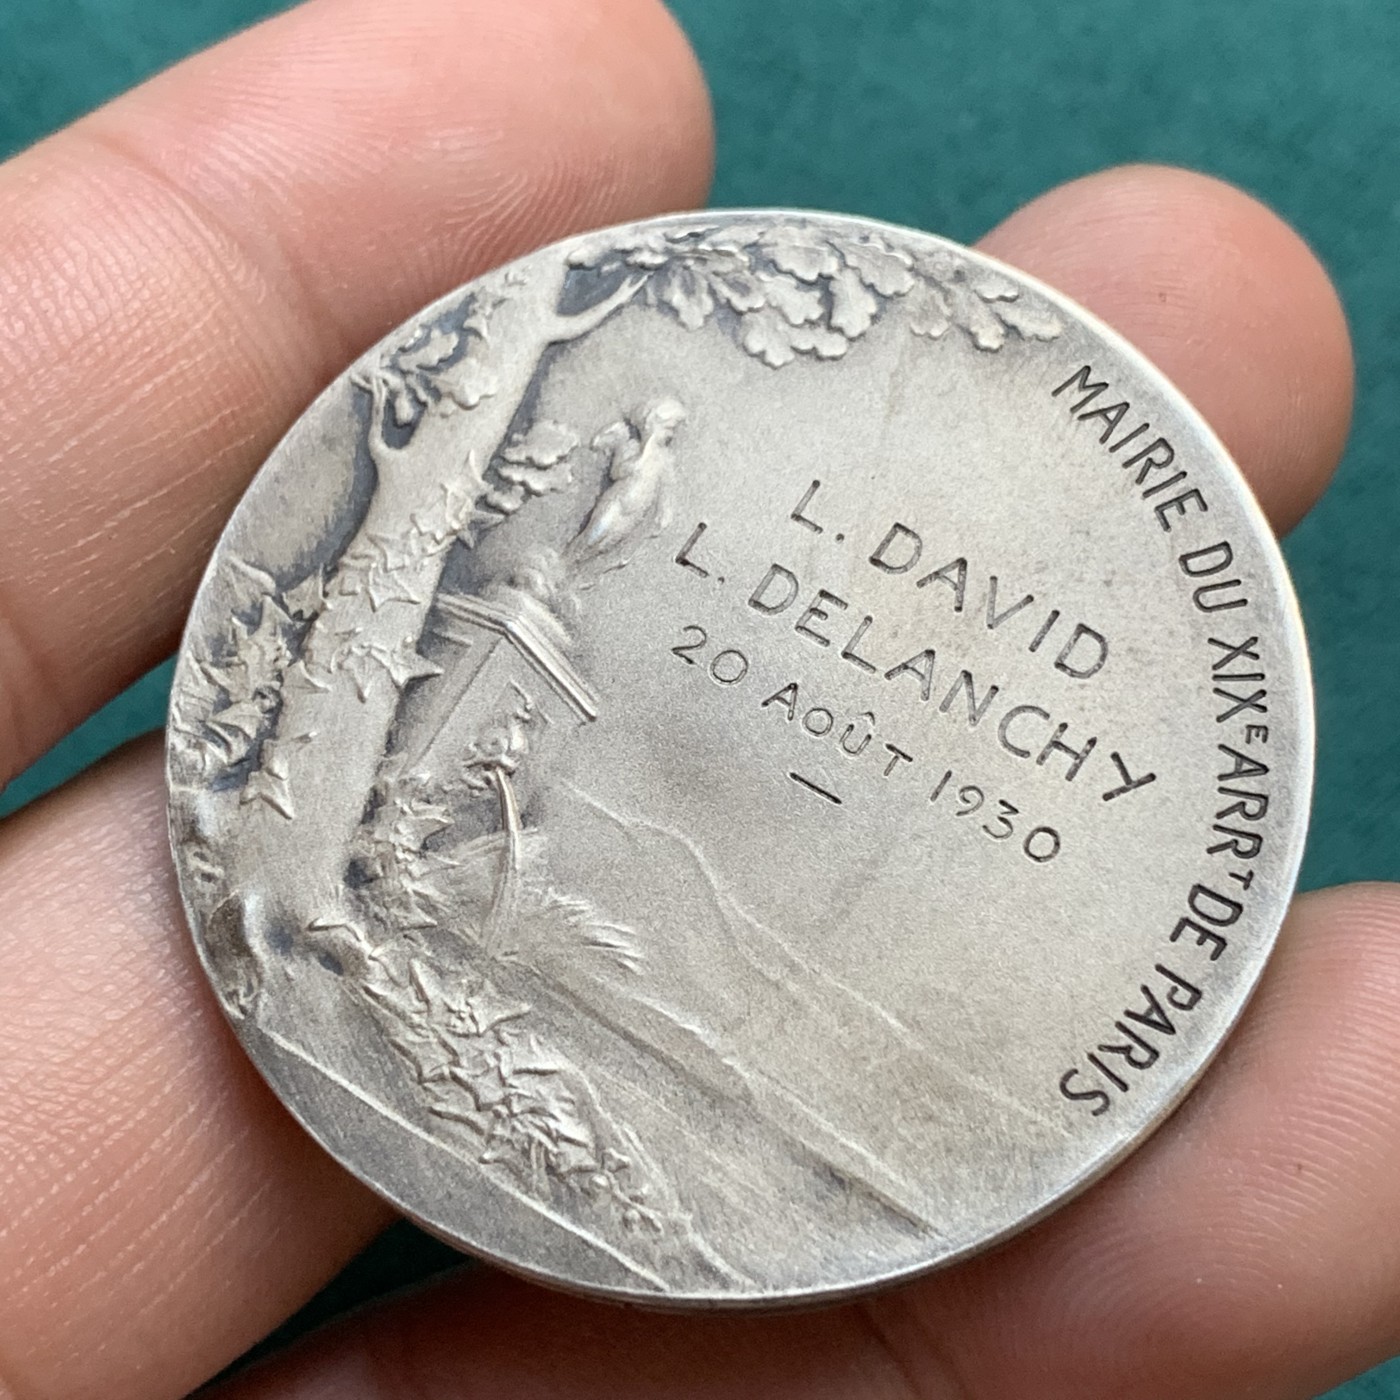 L. DAVID
L. DELANCHY
20 AOÛT 1930
MAIRIE DU XIXE ARRT DE PARIS